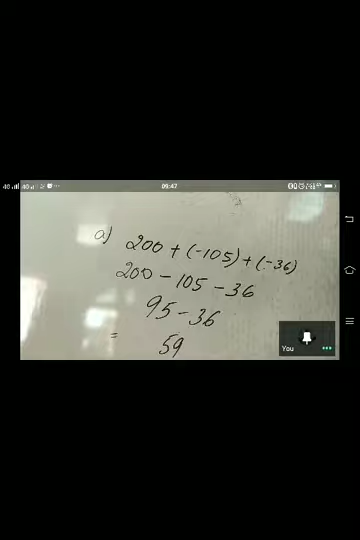 09:47
a) 200 + (-105) + (-36)
200 - 105 - 36
95 - 36
= 59
You